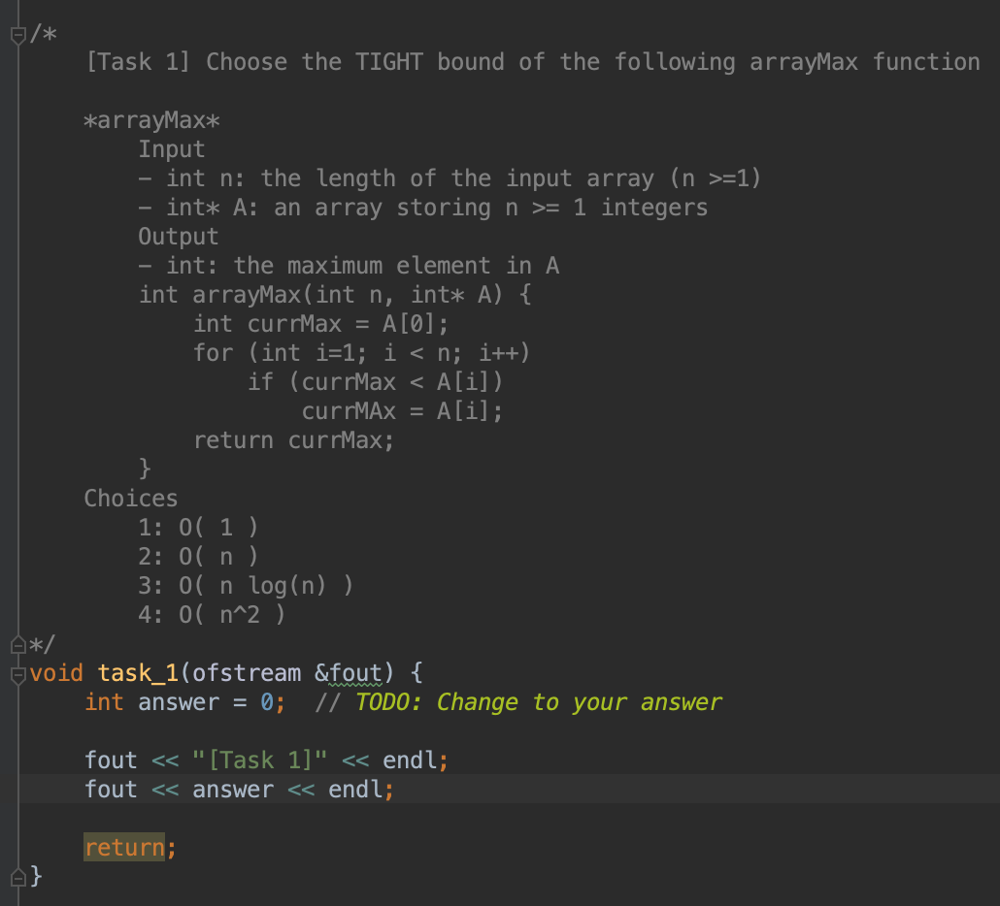 /*
[Task 1] Choose the TIGHT bound of the following arrayMax function
*arrayMax*
Input
– int n: the length of the input array (n >=1)
– int* A: an array storing n >= 1 integers
Output
– int: the maximum element in A
int arrayMax(int n, int* A) {
int currMax = A[0];
for (int i=1; i < n; i++)
if (currMax < A[i])
currMAx = A[i];
return currMax;
}
Choices
1: O( 1 )
2: O( n )
3: O( n log(n) )
4: O( n^2 )
*/
void task_1(ofstream &fout) {
int answer = 0;  // TODO: Change to your answer
fout << "[Task 1]" << endl;
fout << answer << endl;
return;
}